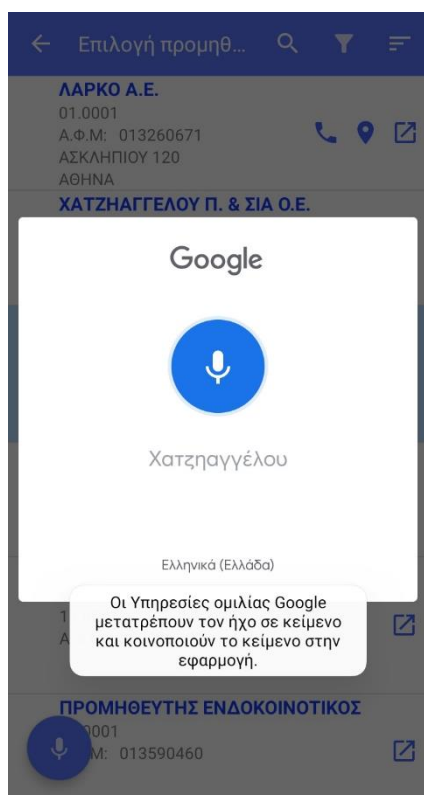 Επιλογή προμηθ...
ΛΑΡΚΟ Α.Ε.
01.0001
Α.Φ.Μ: 013260671
ΑΣΚΛΗΠΙΟΥ 120
ΑΘΗΝΑ
ΧΑΤΖΗΑΓΓΕΛΟΥ Π. & ΣΙΑ Ο.Ε.
Google
Χατζηαγγέλου
Ελληνικά (Ελλάδα)
Οι Υπηρεσίες ομιλίας Google
μετατρέπουν τον ήχο σε κείμενο
και κοινοποιούν το κείμενο στην
εφαρμογή.
ΠΡΟΜΗΘΕΥΤΗΣ ΕΝΔΟΚΟΙΝΟΤΙΚΟΣ
0001
Μ: 013590460